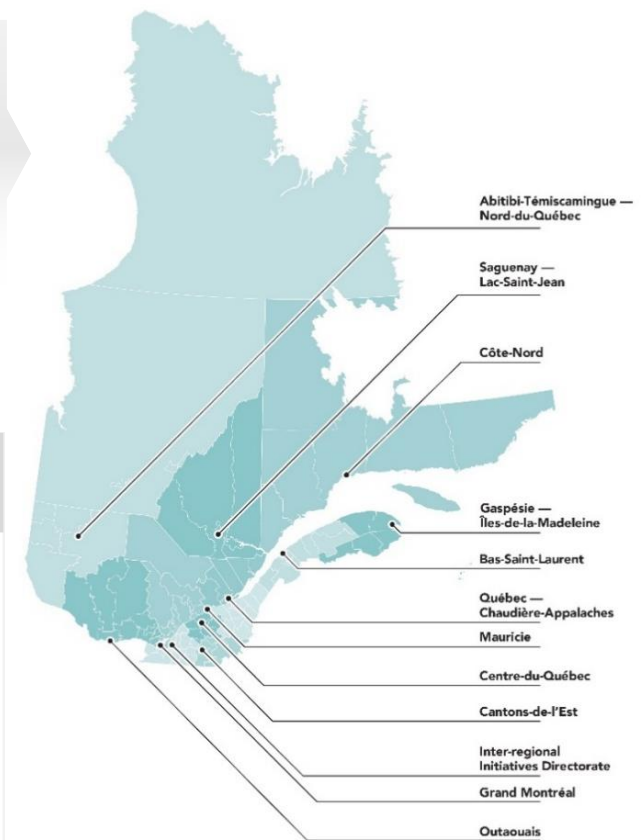 Abitibi-Témiscamingue —
Nord-du-Québec
Saguenay —
Lac-Saint-Jean
Côte-Nord
Gaspésie —
Îles-de-la-Madeleine
Bas-Saint-Laurent
Québec —
Chaudière-Appalaches
Mauricie
Centre-du-Québec
Cantons-de-l'Est
Inter-regional
Initiatives Directorate
Grand Montréal
Outaouais